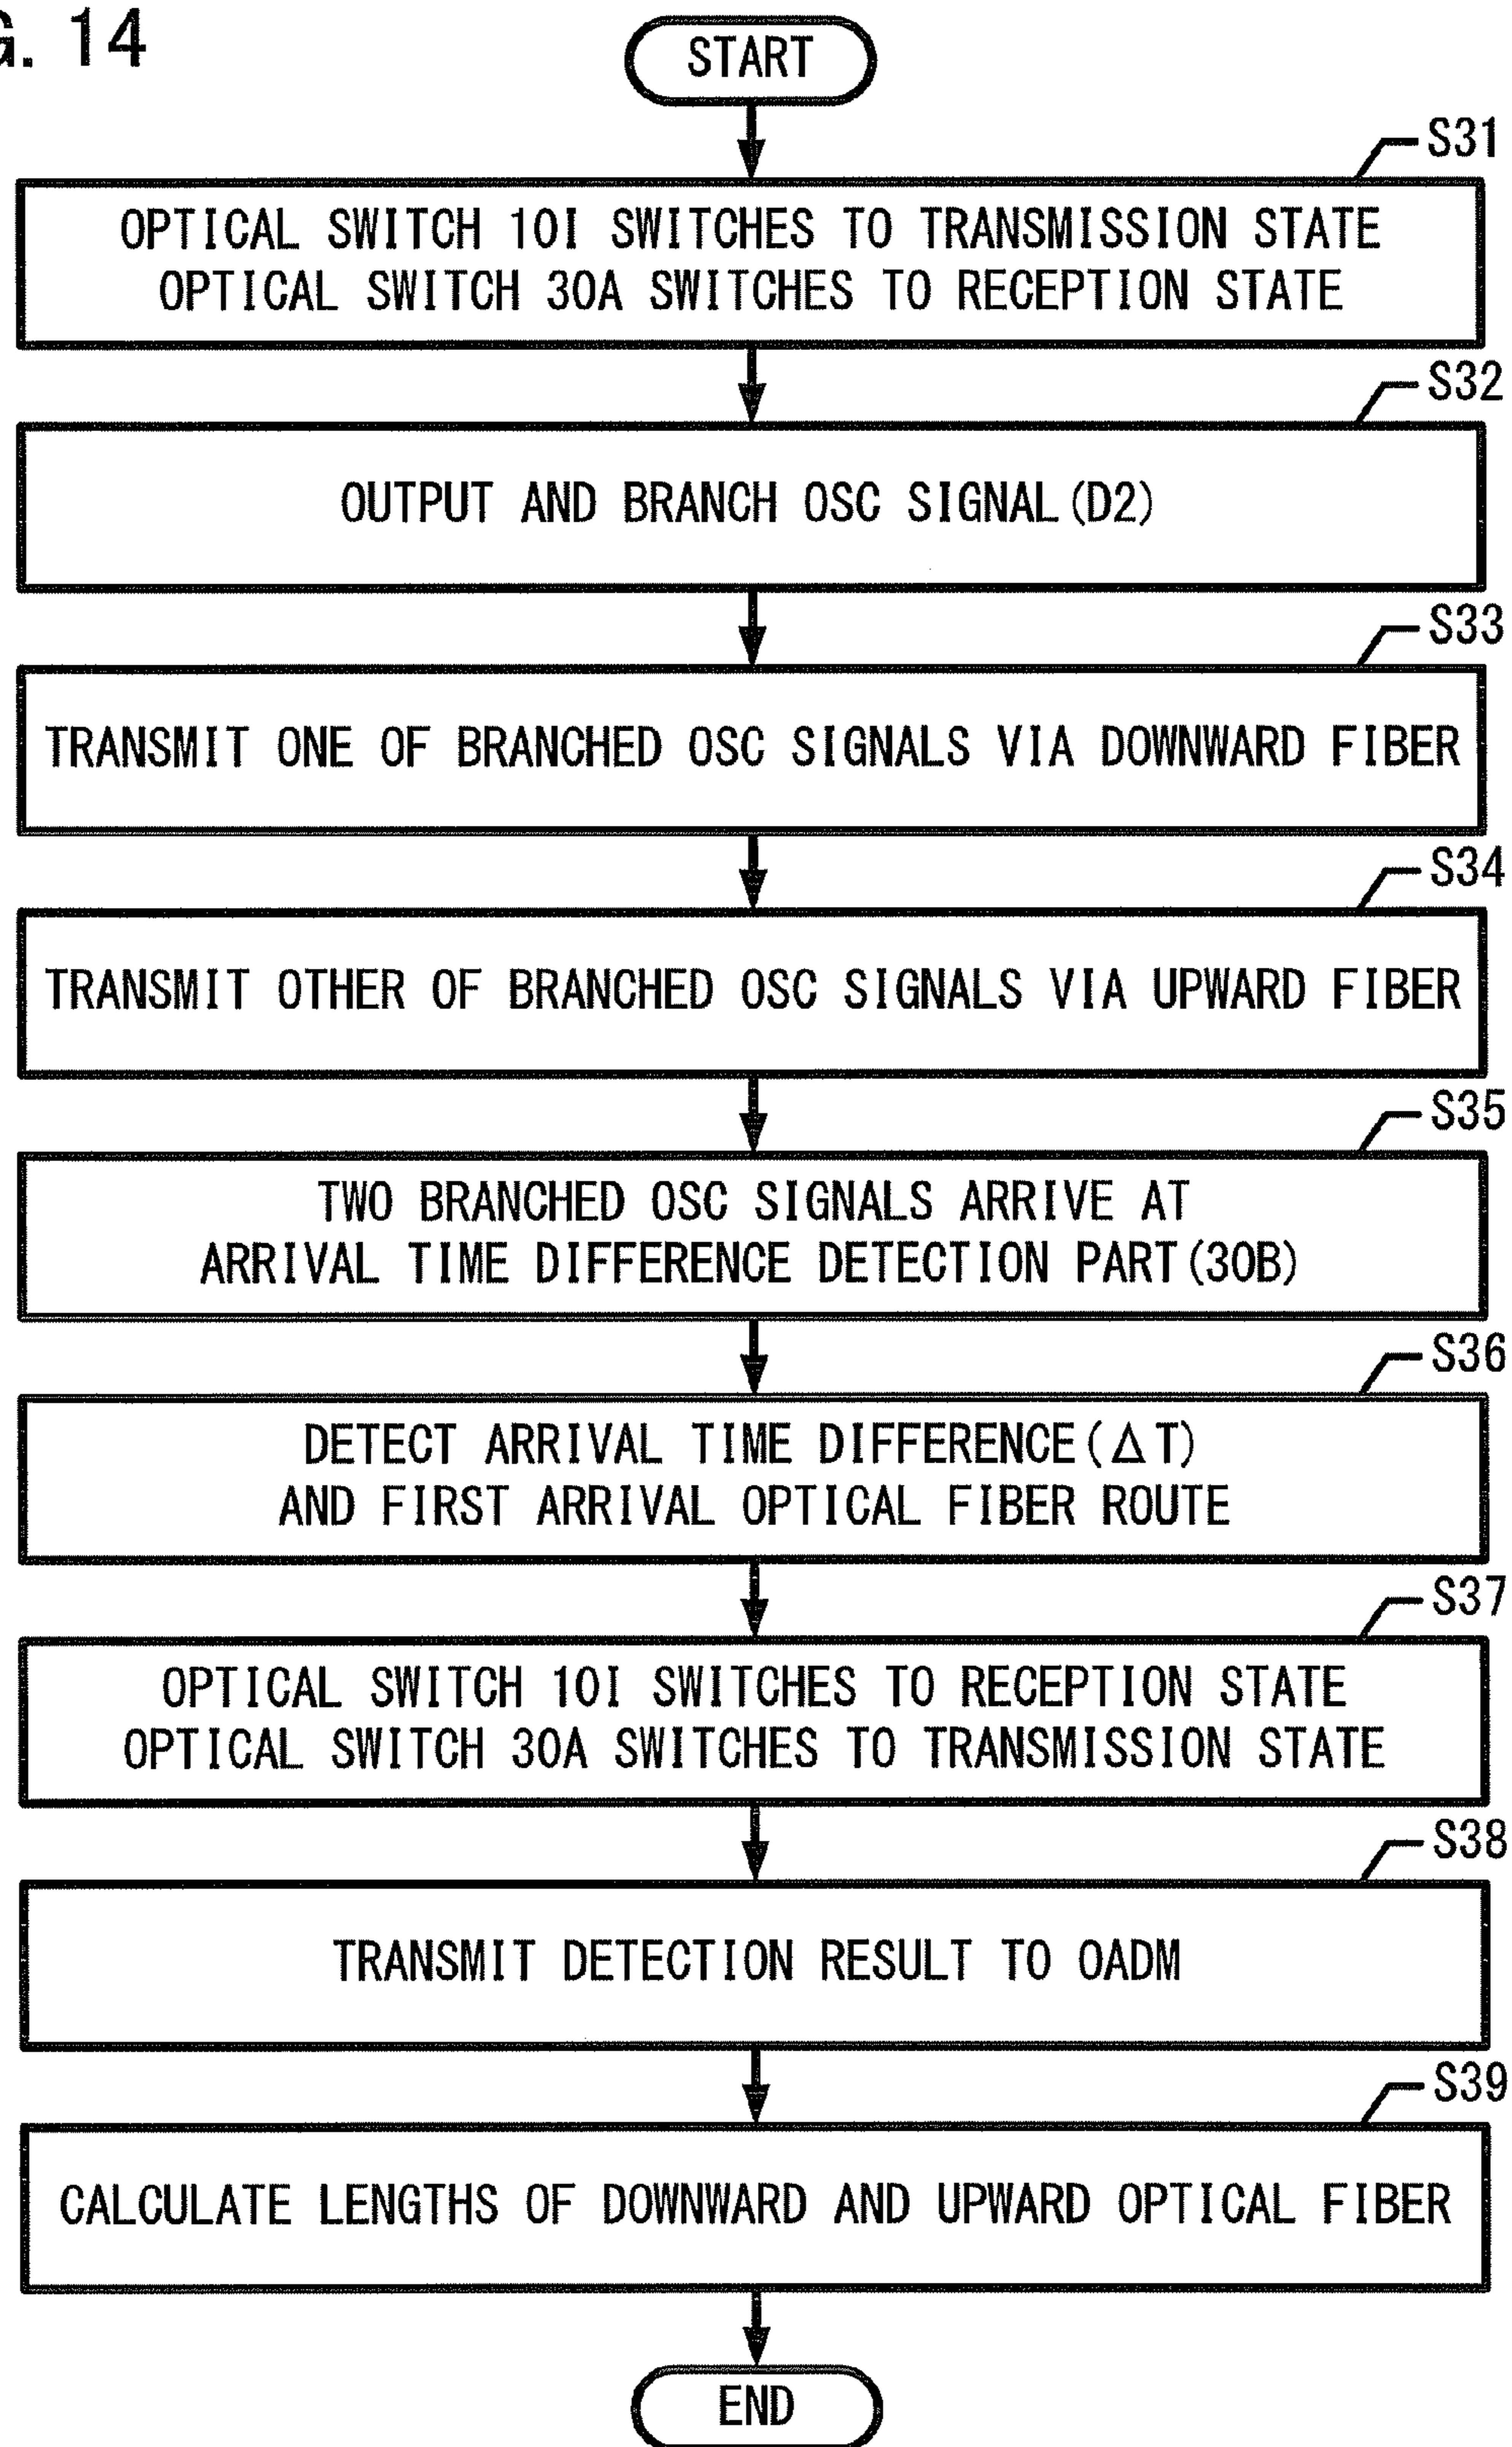 G. 14
START
S31
OPTICAL SWITCH 10I SWITCHES TO TRANSMISSION STATE
OPTICAL SWITCH 30A SWITCHES TO RECEPTION STATE
S32
OUTPUT AND BRANCH OSC SIGNAL(D2)
S33
TRANSMIT ONE OF BRANCHED OSC SIGNALS VIA DOWNWARD FIBER
S34
TRANSMIT OTHER OF BRANCHED OSC SIGNALS VIA UPWARD FIBER
S35
TWO BRANCHED OSC SIGNALS ARRIVE AT
ARRIVAL TIME DIFFERENCE DETECTION PART(30B)
S36
DETECT ARRIVAL TIME DIFFERENCE(ΔT)
AND FIRST ARRIVAL OPTICAL FIBER ROUTE
S37
OPTICAL SWITCH 10I SWITCHES TO RECEPTION STATE
OPTICAL SWITCH 30A SWITCHES TO TRANSMISSION STATE
S38
TRANSMIT DETECTION RESULT TO OADM
S39
CALCULATE LENGTHS OF DOWNWARD AND UPWARD OPTICAL FIBER
END